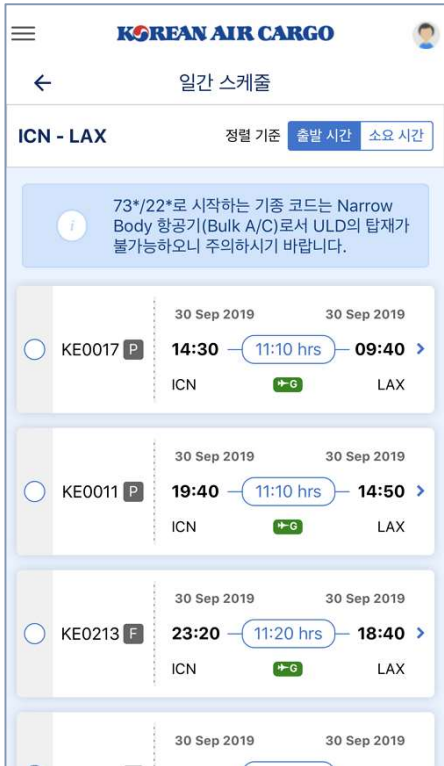 KOREAN AIR CARGO
일간 스케줄
ICN - LAX 정렬 기준 출발 시간 소요 시간
73*/22*로 시작하는 기종 코드는 Narrow
Body 항공기(Bulk A/C)로서 ULD의 탑재가
불가능하오니 주의하시기 바랍니다.
i
30 Sep 2019 30 Sep 2019
KE0017 P 14:30 11:10 hrs 09:40
ICN G LAX
30 Sep 2019 30 Sep 2019
KE0011 P 19:40 11:10 hrs 14:50
ICN G LAX
30 Sep 2019 30 Sep 2019
KE0213 F 23:20 11:20 hrs 18:40
ICN G LAX
30 Sep 2019 30 Sep 2019